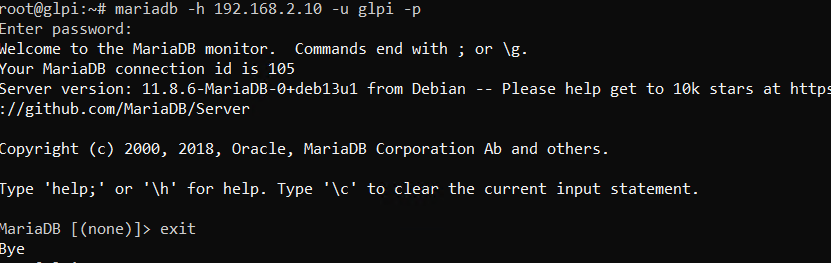 root@glpi:~# mariadb -h 192.168.2.10 -u glpi -p
Enter password:
Welcome to the MariaDB monitor.  Commands end with ; or \g.
Your MariaDB connection id is 105
Server version: 11.8.6-MariaDB-0+deb13u1 from Debian -- Please help get to 10k stars at https
://github.com/MariaDB/Server
Copyright (c) 2000, 2018, Oracle, MariaDB Corporation Ab and others.
Type 'help;' or '\h' for help. Type '\c' to clear the current input statement.
MariaDB [(none)]> exit
Bye